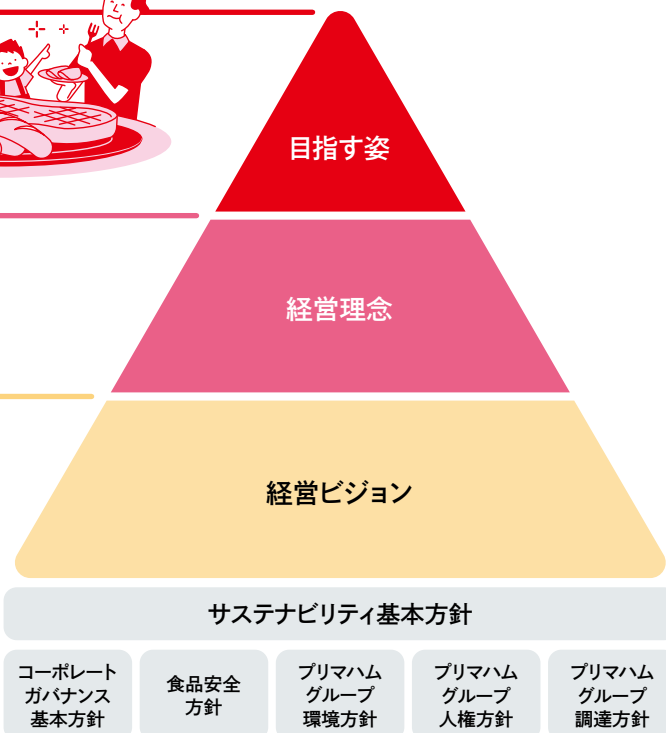 目指す姿
経営理念
経営ビジョン
サステナビリティ基本方針
コーポレート
ガバナンス
基本方針
食品安全
方針
プリマハム
グループ
環境方針
プリマハム
グループ
人権方針
プリマハム
グループ
調達方針